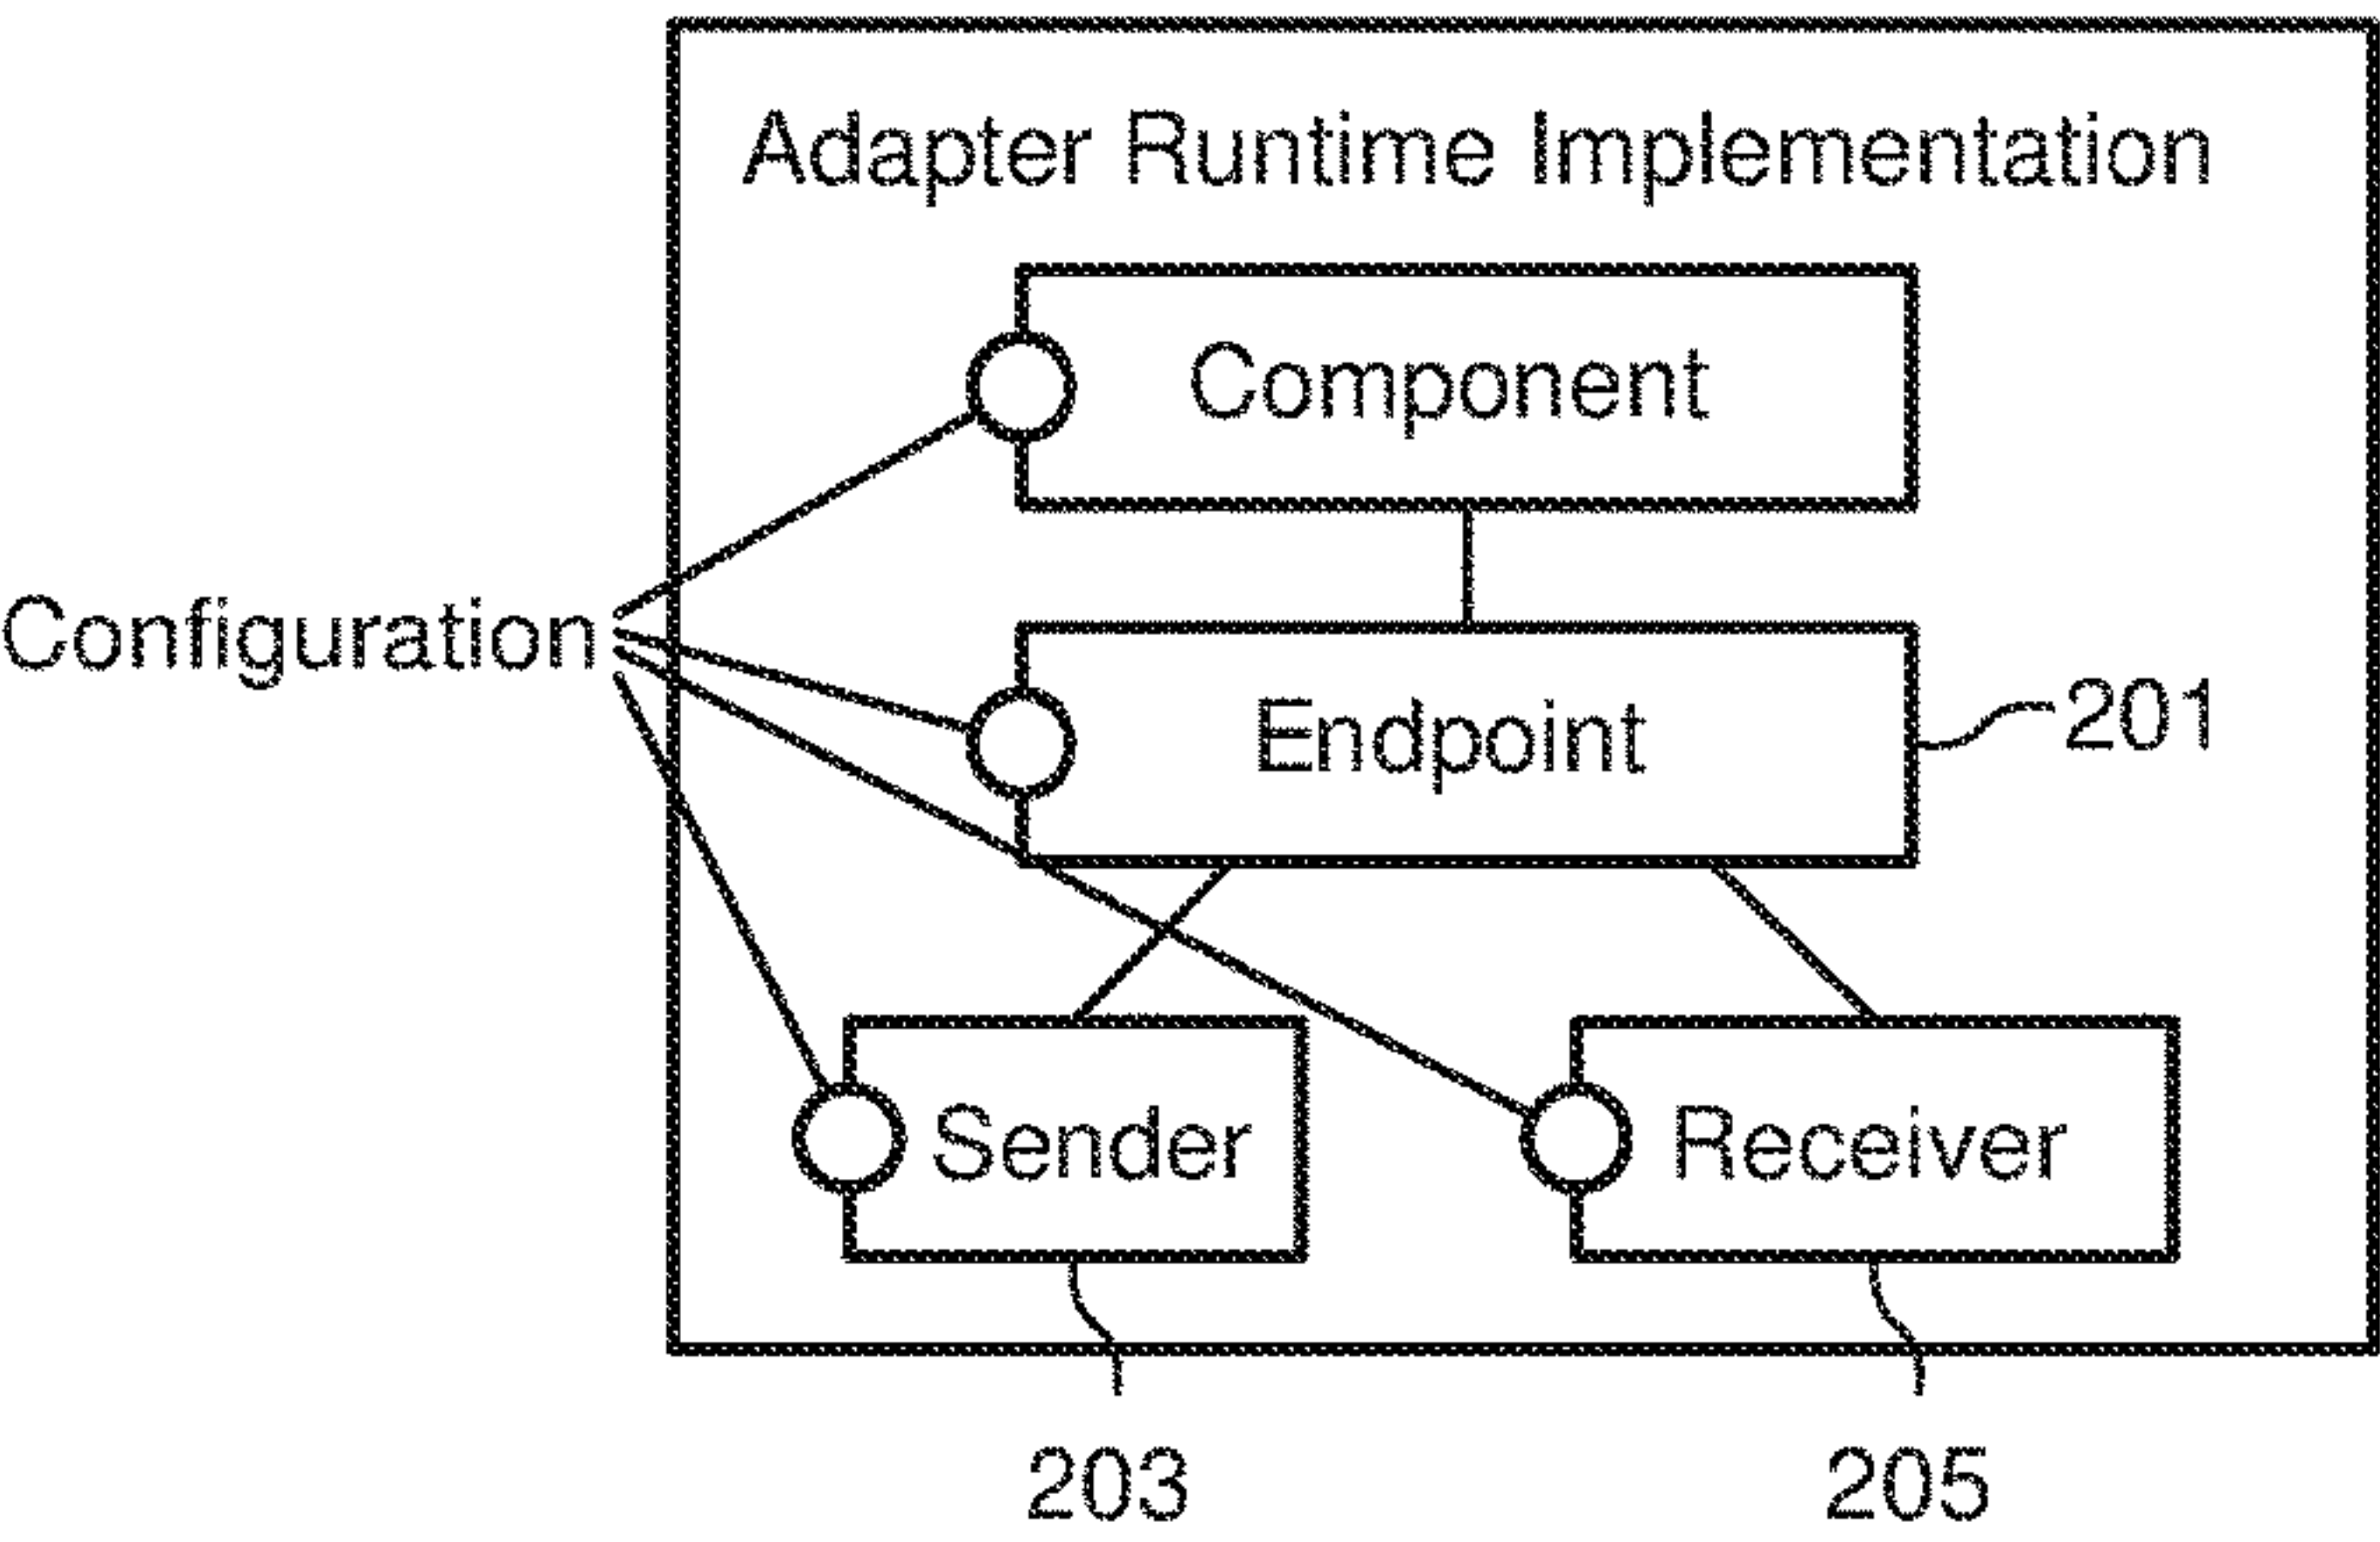 Adapter Runtime Implementation
Component
Configuration
Endpoint
201
Sender
Receiver
203
205